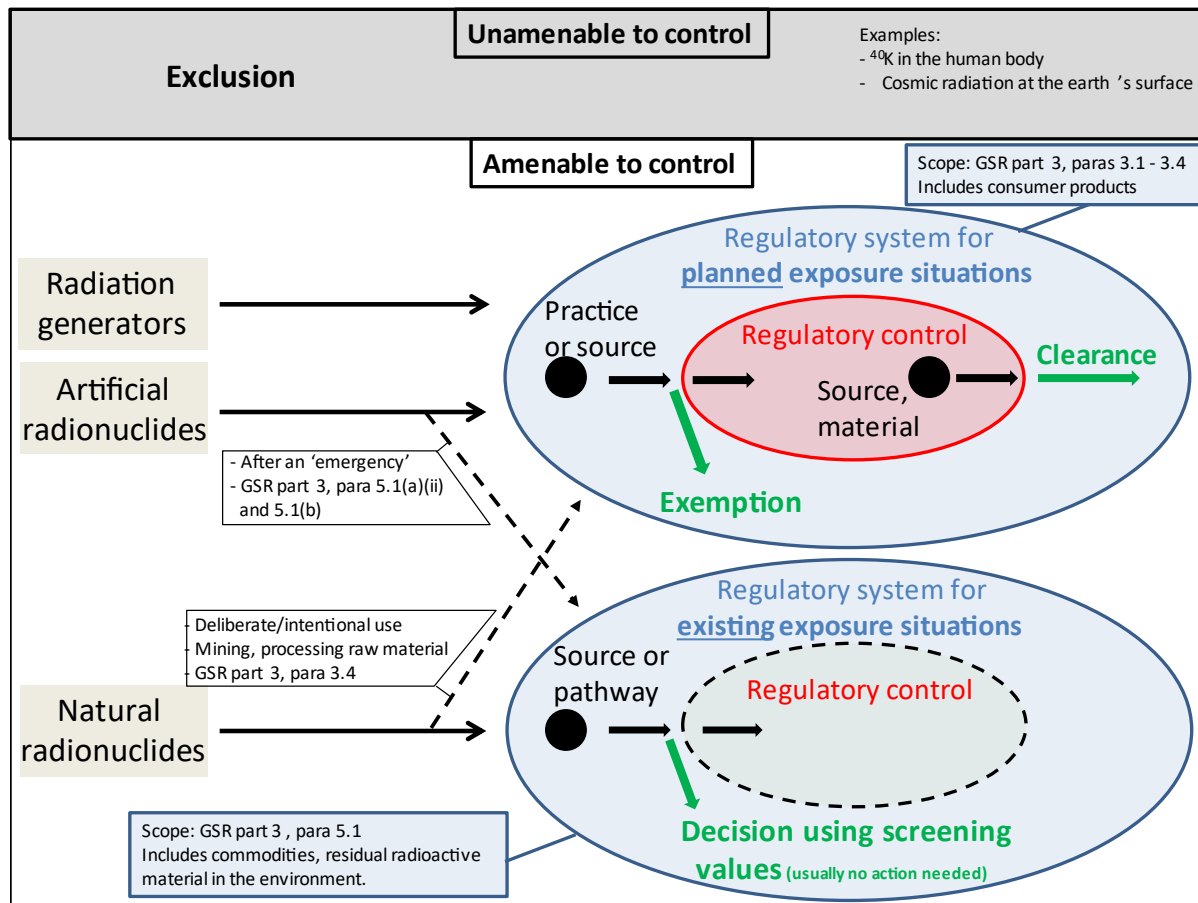 Unamenable to control
Exclusion
Examples:
- ⁴⁰K in the human body
- Cosmic radiation at the earth 's surface
Amenable to control
Scope: GSR part 3, paras 3.1 - 3.4
Includes consumer products
Regulatory system for
planned exposure situations
Radiation
generators
Practice
or source
Regulatory control
Clearance
Artificial
radionuclides
Source,
material
- After an ‘emergency’
- GSR part 3, para 5.1(a)(ii)
and 5.1(b)
Exemption
Regulatory system for
existing exposure situations
- Deliberate/intentional use
- Mining, processing raw material
- GSR part 3, para 3.4
Source or
pathway
Regulatory control
Natural
radionuclides
Decision using screening
values (usually no action needed)
Scope: GSR part 3 , para 5.1
Includes commodities, residual radioactive
material in the environment.